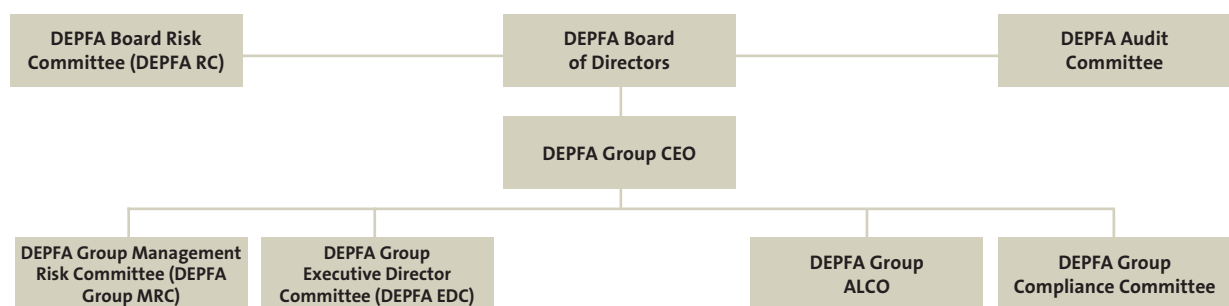 DEPFA Board Risk
Committee (DEPFA RC)
DEPFA Board
of Directors
DEPFA Audit
Committee
DEPFA Group CEO
DEPFA Group Management
Risk Committee (DEPFA
Group MRC)
DEPFA Group
Executive Director
Committee (DEPFA EDC)
DEPFA Group
ALCO
DEPFA Group
Compliance Committee